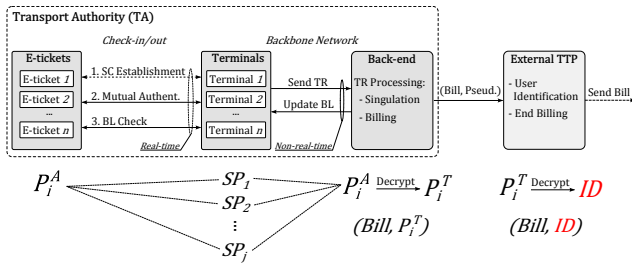 Transport Authority (TA)
Check-in/out
Backbone Network
E-tickets
E-ticket 1
E-ticket 2
...
E-ticket n
1. SC Establishment
2. Mutual Authent.
3. BL Check
Real-time
Terminals
Terminal 1
Terminal 2
...
Terminal n
Send TR
Update BL
Non-real-time
Back-end
TR Processing:
- Singulation
- Billing
(Bill, Pseud.)
External TTP
- User
Identification
- End Billing
Send Bill
P_i^A
SP_1
SP_2
⋮
SP_j
P_i^A Decrypt P_i^T
(Bill, P_i^T)
P_i^T Decrypt ID
(Bill, ID)